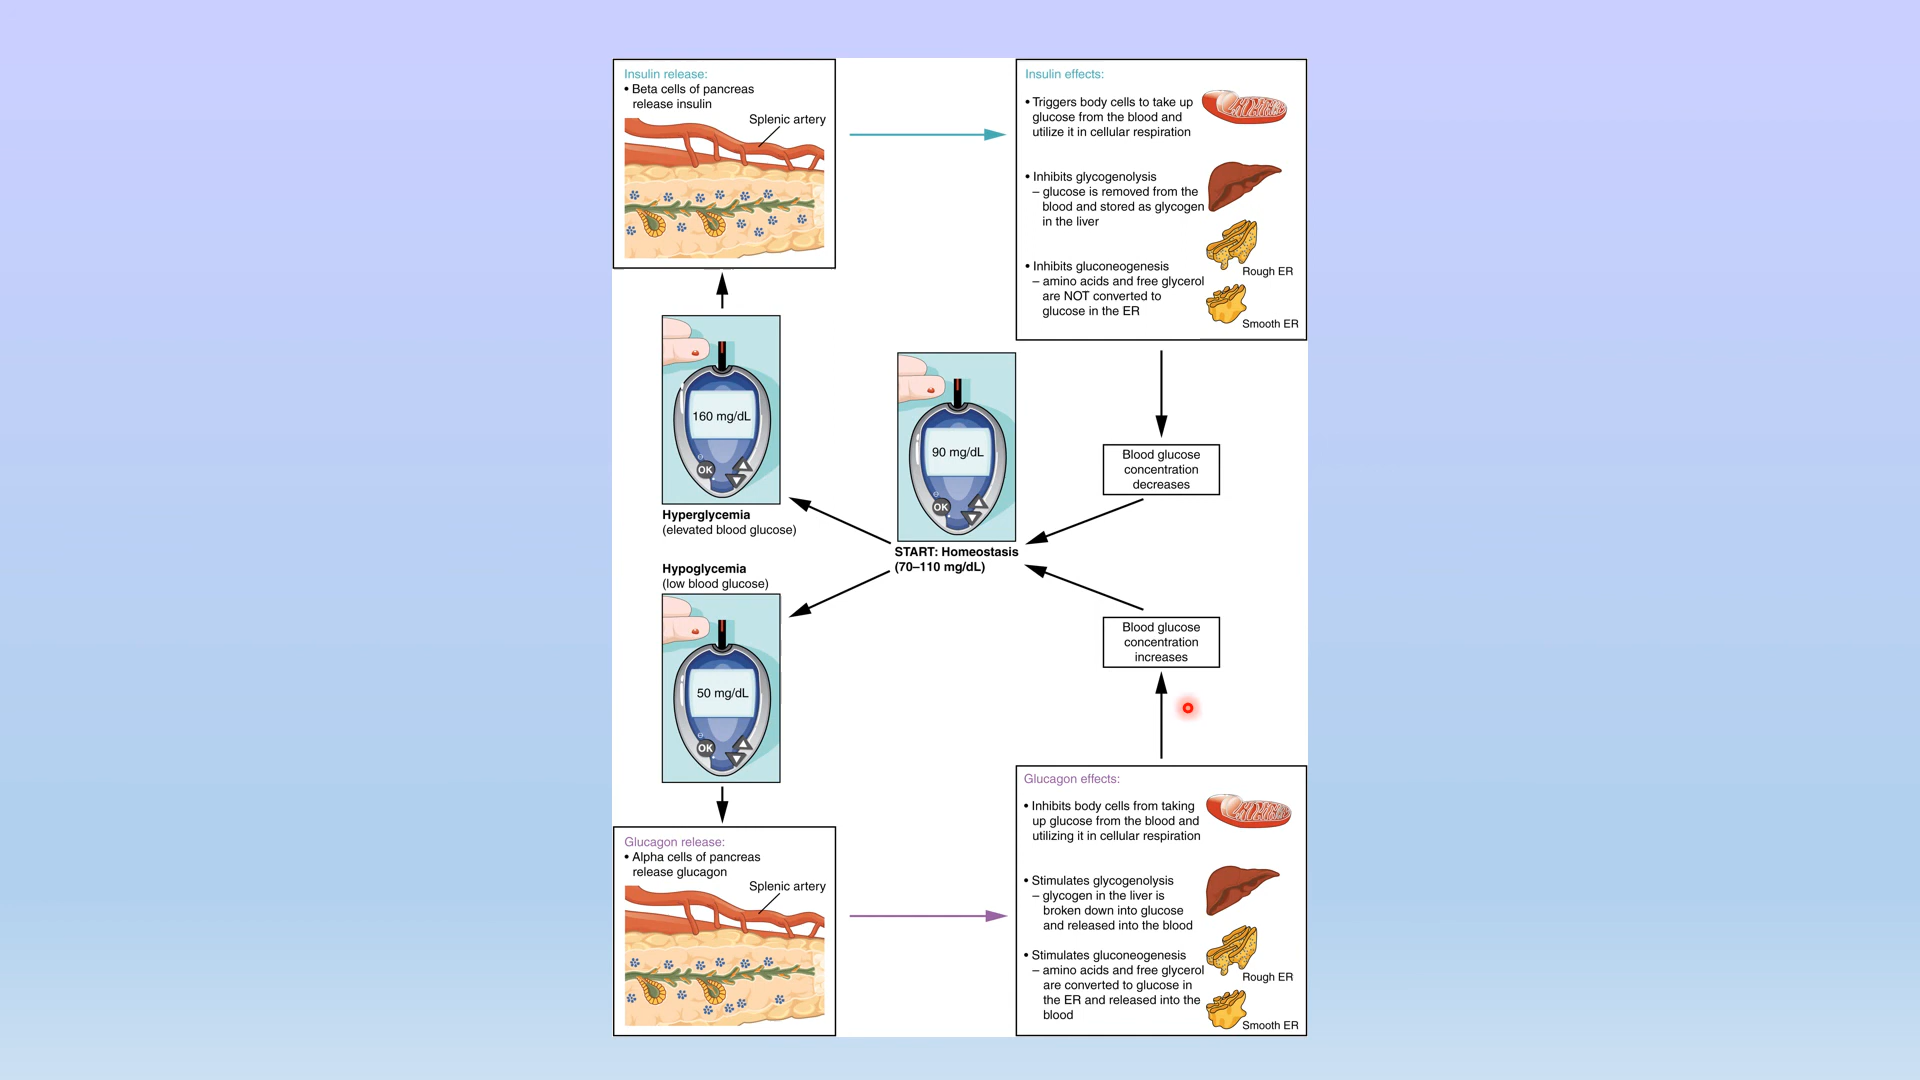 Insulin release:
• Beta cells of pancreas
release insulin
Splenic artery
Insulin effects:
• Triggers body cells to take up
glucose from the blood and
utilize it in cellular respiration
• Inhibits glycogenolysis
– glucose is removed from the
blood and stored as glycogen
in the liver
• Inhibits gluconeogenesis
– amino acids and free glycerol
are NOT converted to
glucose in the ER
Rough ER
Smooth ER
160 mg/dL
OK
Hyperglycemia
(elevated blood glucose)
90 mg/dL
OK
START: Homeostasis
(70–110 mg/dL)
Blood glucose
concentration
decreases
Hypoglycemia
(low blood glucose)
50 mg/dL
OK
Blood glucose
concentration
increases
Glucagon release:
• Alpha cells of pancreas
release glucagon
Splenic artery
Glucagon effects:
• Inhibits body cells from taking
up glucose from the blood and
utilizing it in cellular respiration
• Stimulates glycogenolysis
– glycogen in the liver is
broken down into glucose
and released into the blood
• Stimulates gluconeogenesis
– amino acids and free glycerol
are converted to glucose in
the ER and released into the
blood
Rough ER
Smooth ER